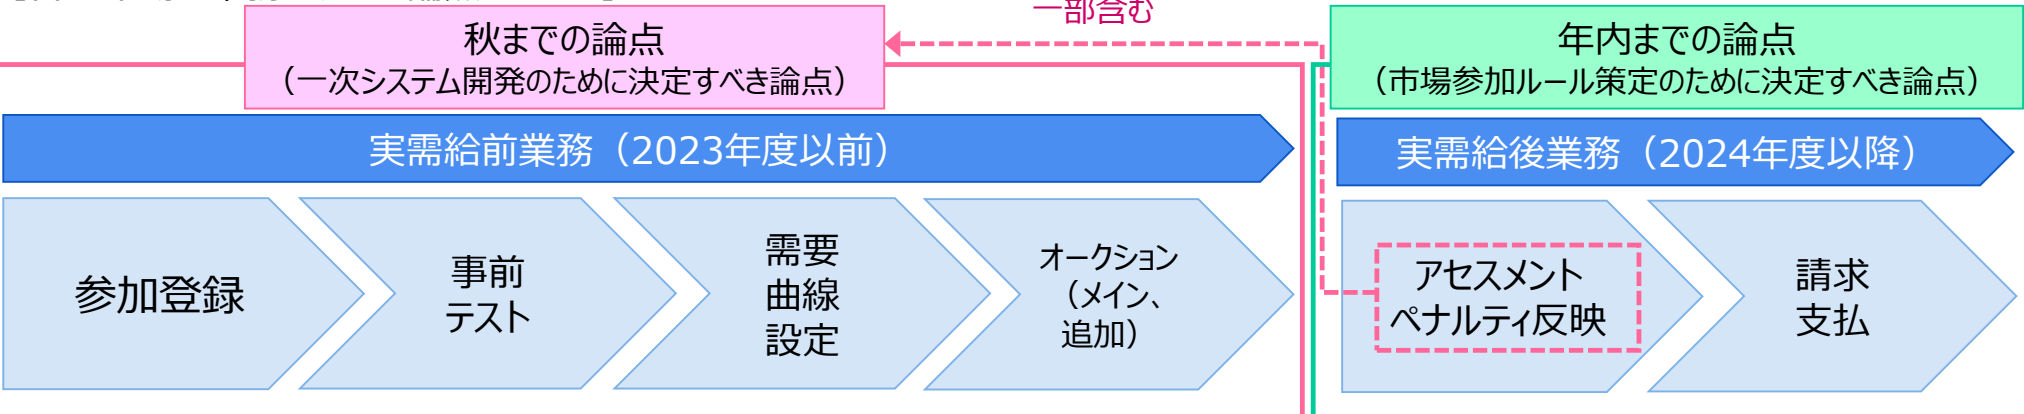 一部含む
秋までの論点
（一次システム開発のために決定すべき論点）
年内までの論点
（市場参加ルール策定のために決定すべき論点）
実需給前業務（2023年度以前）
実需給後業務（2024年度以降）
参加登録
事前
テスト
需要
曲線
設定
オークション
（メイン、
追加）
アセスメント
ペナルティ反映
請求
支払